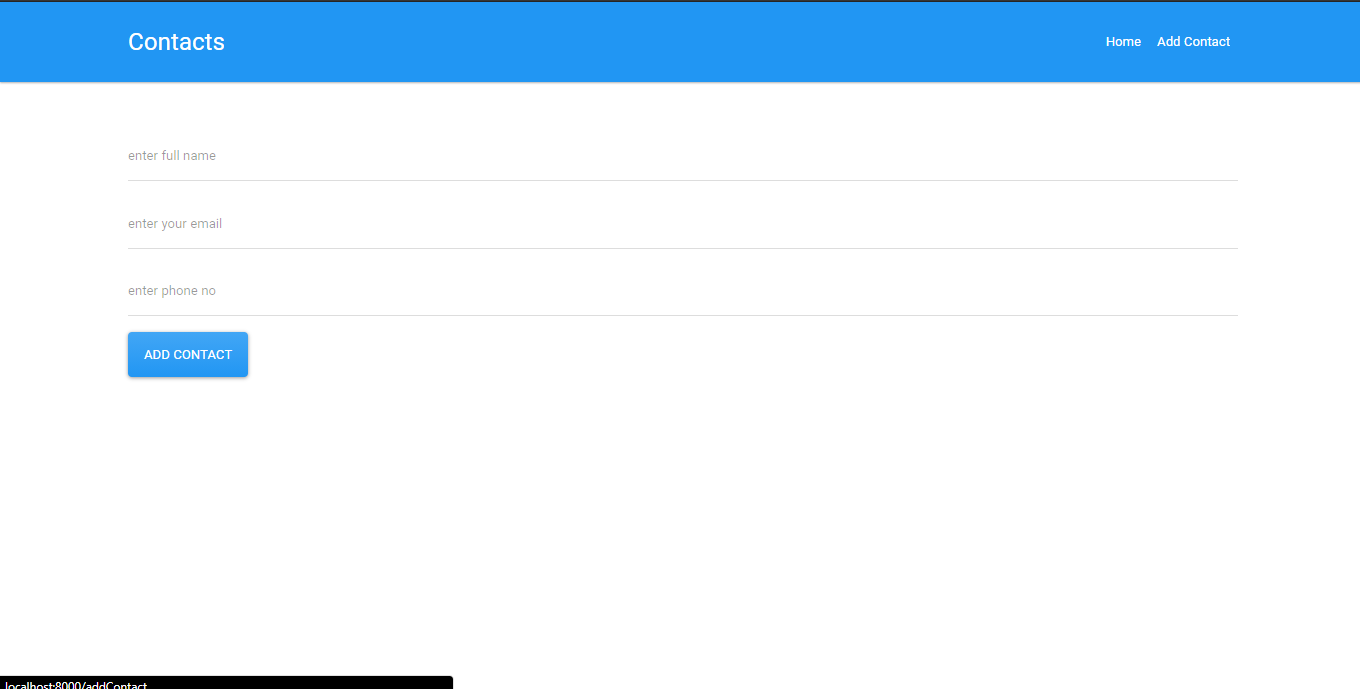 Contacts
Home Add Contact
enter full name
enter your email
enter phone no
ADD CONTACT
localhost:8000/addContact